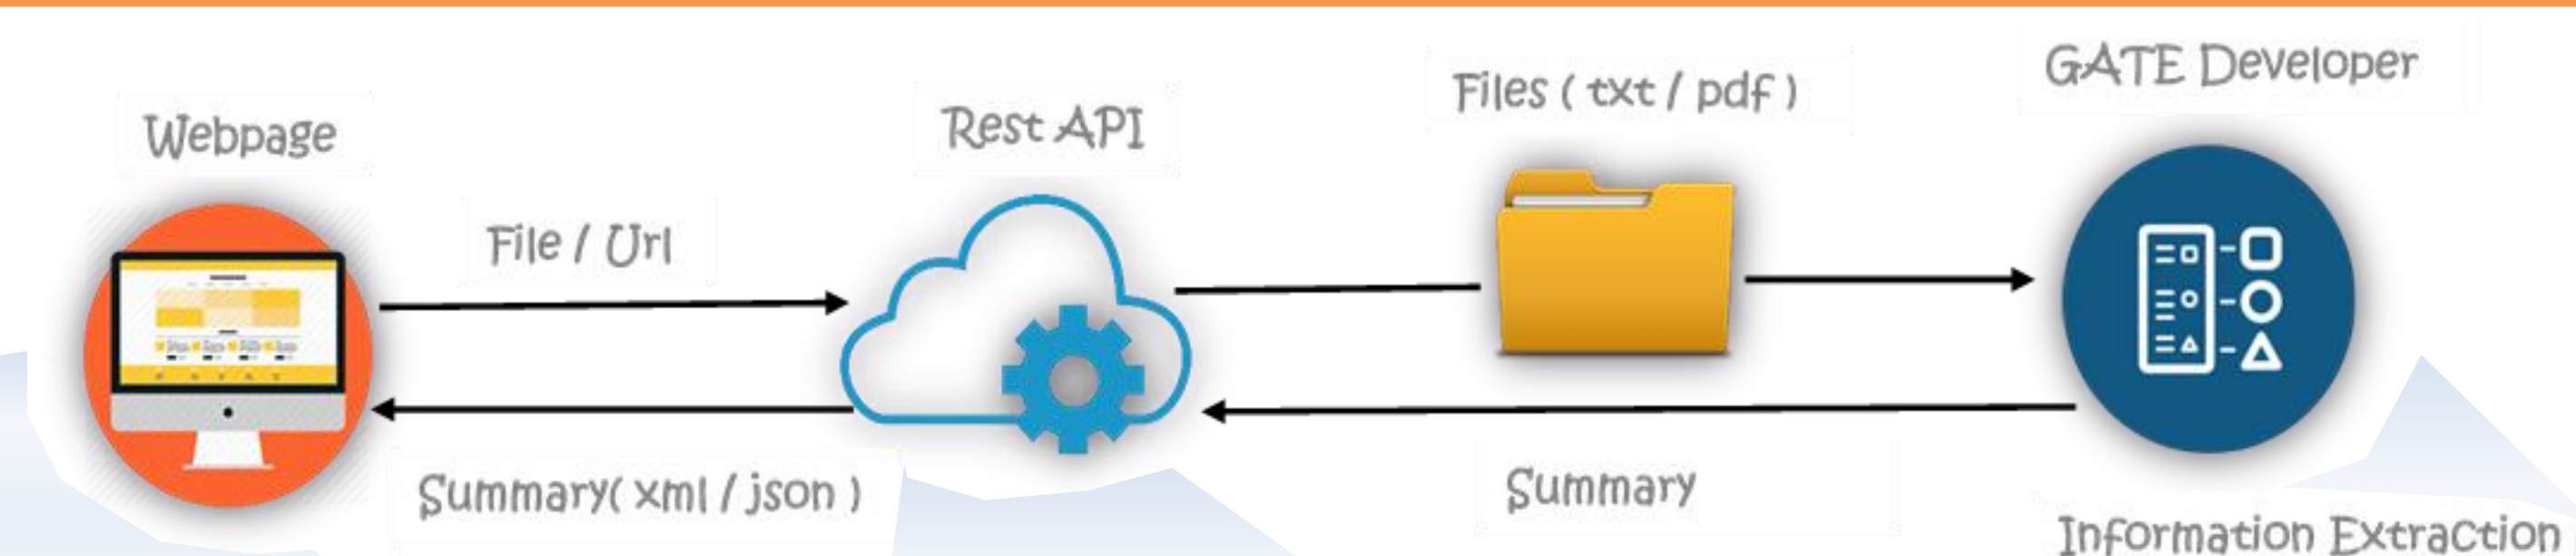 Webpage
File / Url
Summary( xml / json )
Rest API
Files ( txt / pdf )
Summary
GATE Developer
Information Extraction